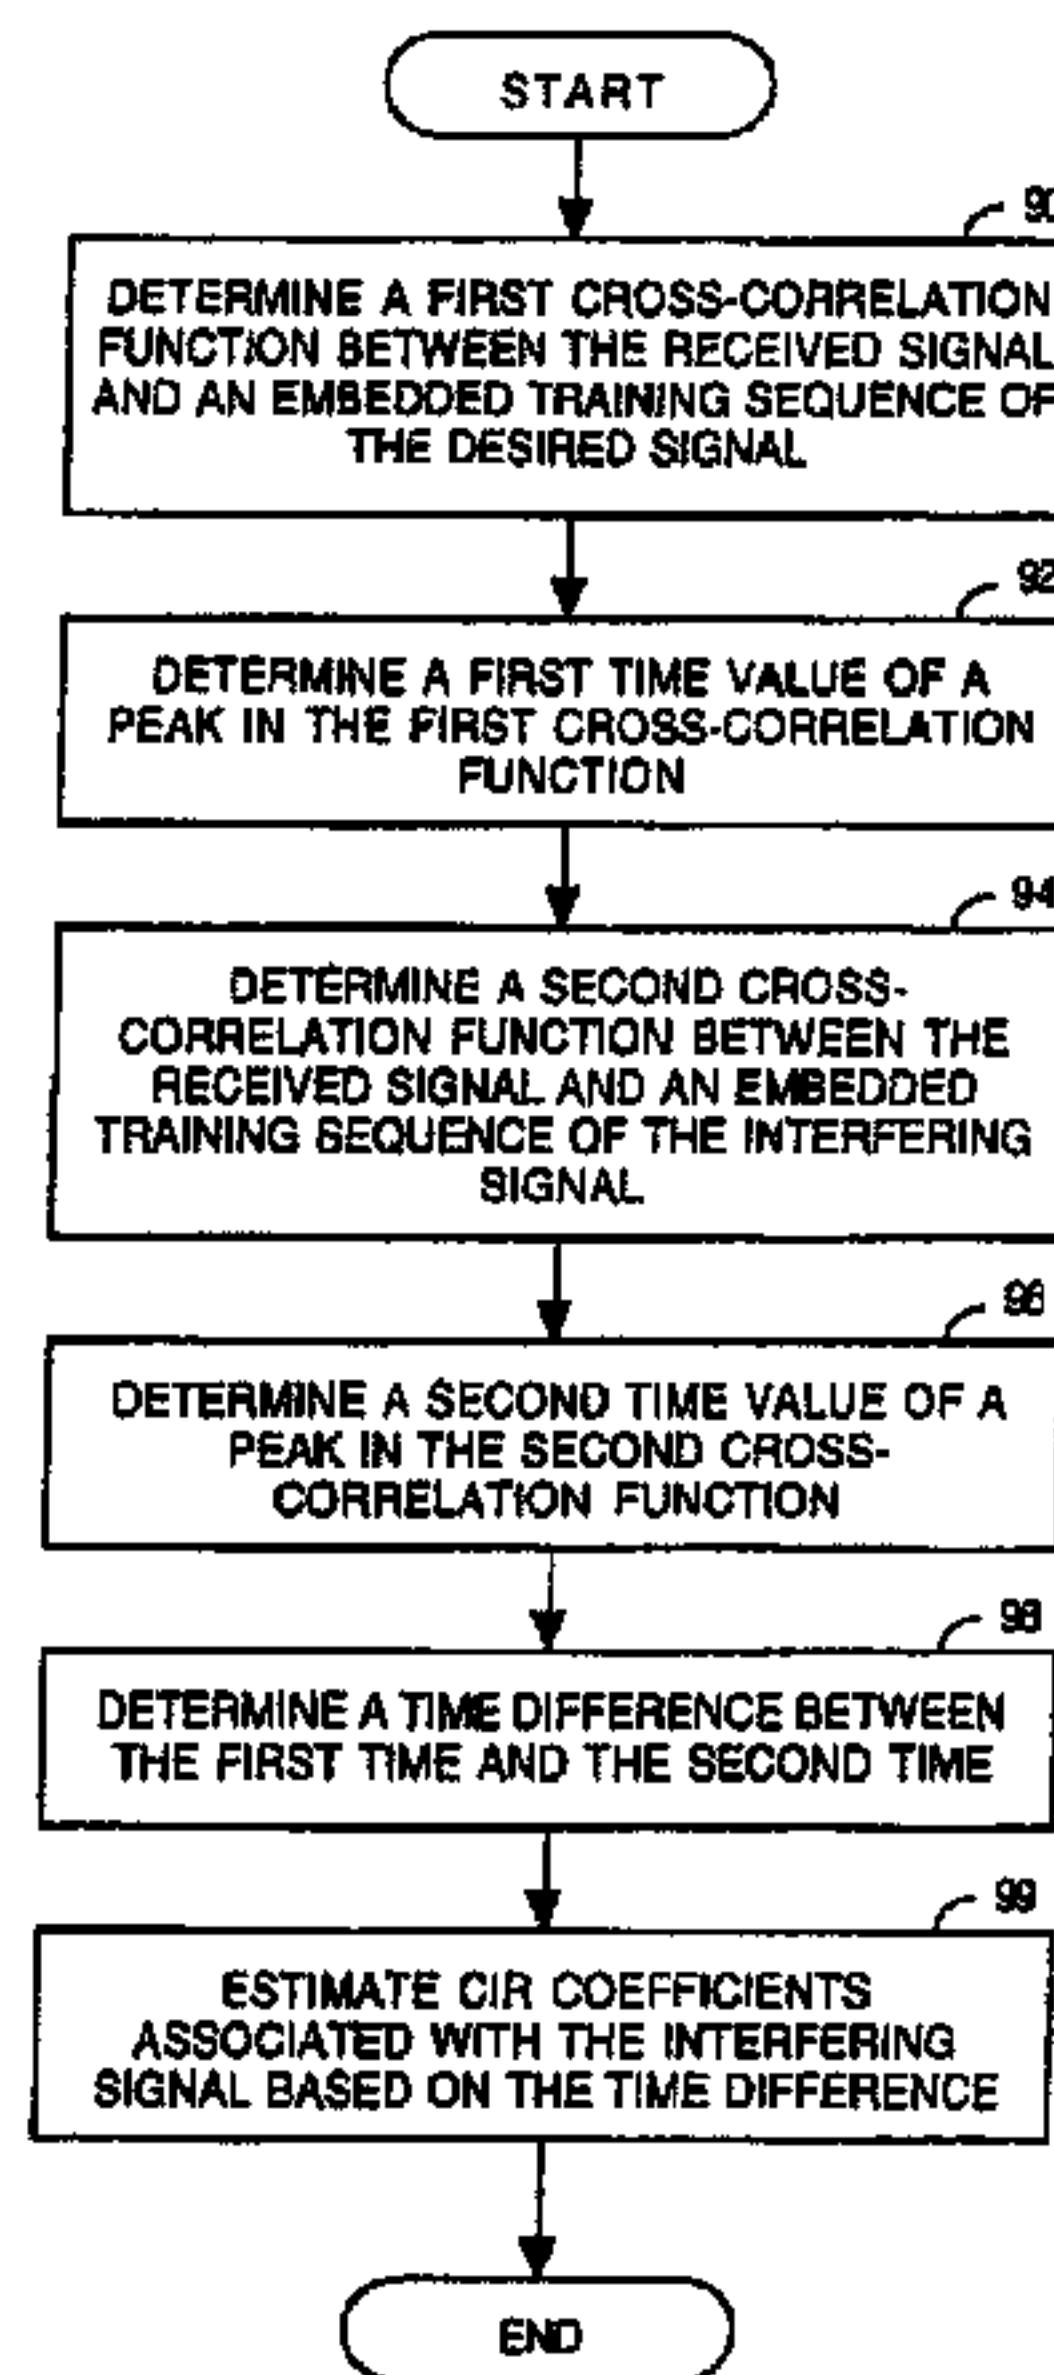 START
90
DETERMINE A FIRST CROSS-CORRELATION
FUNCTION BETWEEN THE RECEIVED SIGNAL
AND AN EMBEDDED TRAINING SEQUENCE OF
THE DESIRED SIGNAL
92
DETERMINE A FIRST TIME VALUE OF A
PEAK IN THE FIRST CROSS-CORRELATION
FUNCTION
94
DETERMINE A SECOND CROSS-
CORRELATION FUNCTION BETWEEN THE
RECEIVED SIGNAL AND AN EMBEDDED
TRAINING SEQUENCE OF THE INTERFERING
SIGNAL
96
DETERMINE A SECOND TIME VALUE OF A
PEAK IN THE SECOND CROSS-
CORRELATION FUNCTION
98
DETERMINE A TIME DIFFERENCE BETWEEN
THE FIRST TIME AND THE SECOND TIME
99
ESTIMATE CIR COEFFICIENTS
ASSOCIATED WITH THE INTERFERING
SIGNAL BASED ON THE TIME DIFFERENCE
END